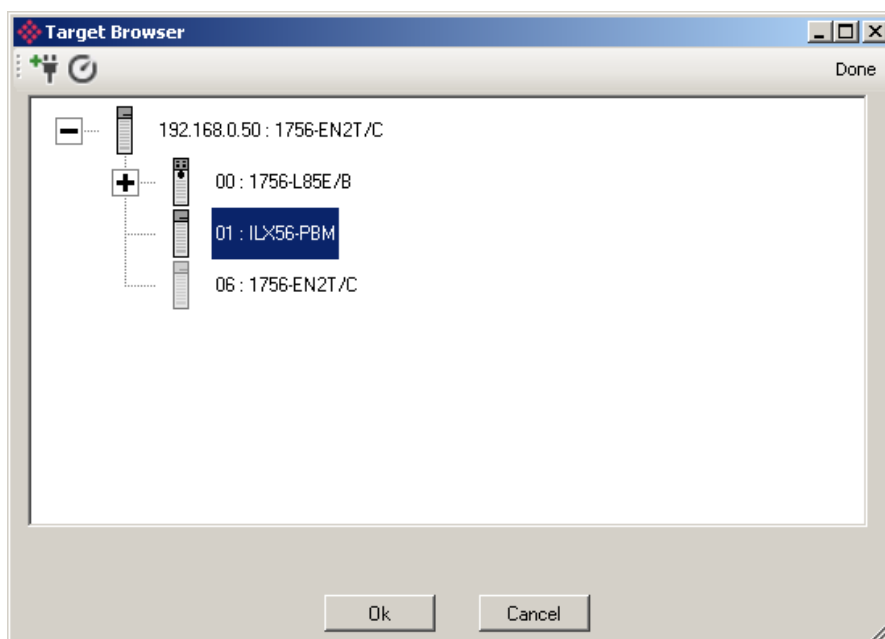 Target Browser
Done
192.168.0.50 : 1756-EN2T/C
00 : 1756-L85E/B
01 : ILX56-PBM
06 : 1756-EN2T/C
Ok
Cancel